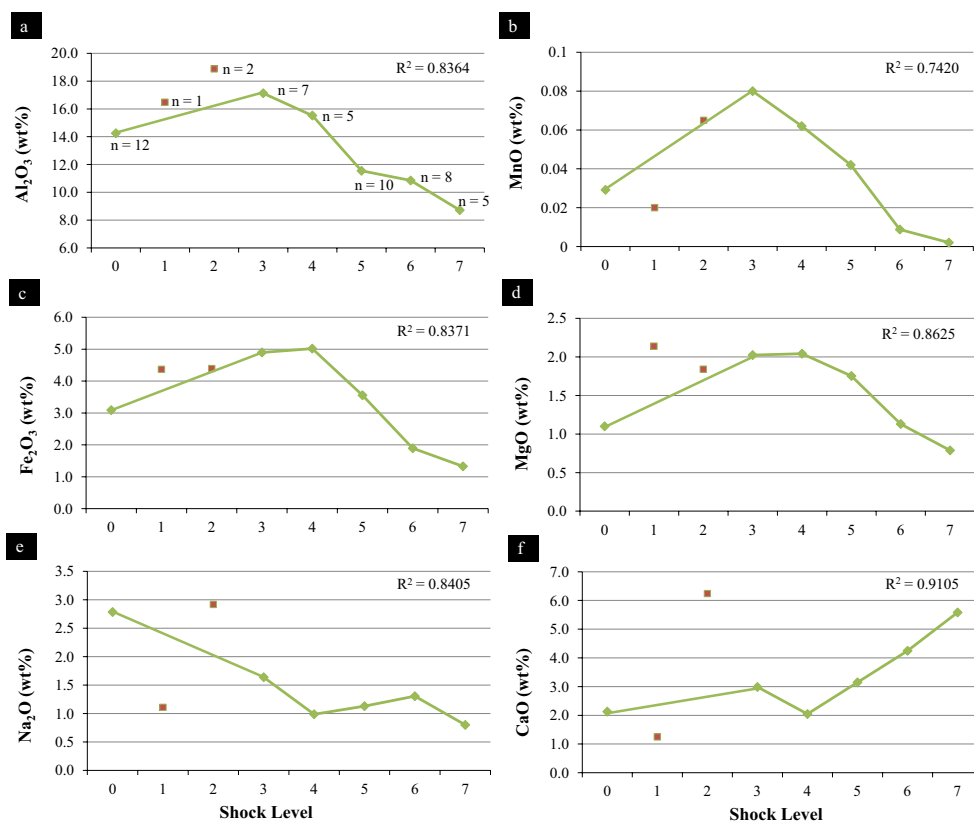 a
Al₂O₃ (wt%)
20.0
18.0
16.0
14.0
12.0
10.0
8.0
6.0
n = 12
n = 1
n = 2
n = 7
n = 5
n = 10
n = 8
n = 5
R² = 0.8364
0 1 2 3 4 5 6 7
b
MnO (wt%)
0.1
0.08
0.06
0.04
0.02
0
R² = 0.7420
0 1 2 3 4 5 6 7
c
Fe₂O₃ (wt%)
6.0
5.0
4.0
3.0
2.0
1.0
0.0
R² = 0.8371
0 1 2 3 4 5 6 7
d
MgO (wt%)
2.5
2.0
1.5
1.0
0.5
0.0
R² = 0.8625
0 1 2 3 4 5 6 7
e
Na₂O (wt%)
3.5
3.0
2.5
2.0
1.5
1.0
0.5
0.0
R² = 0.8405
0 1 2 3 4 5 6 7
Shock Level
f
CaO (wt%)
7.0
6.0
5.0
4.0
3.0
2.0
1.0
0.0
R² = 0.9105
0 1 2 3 4 5 6 7
Shock Level